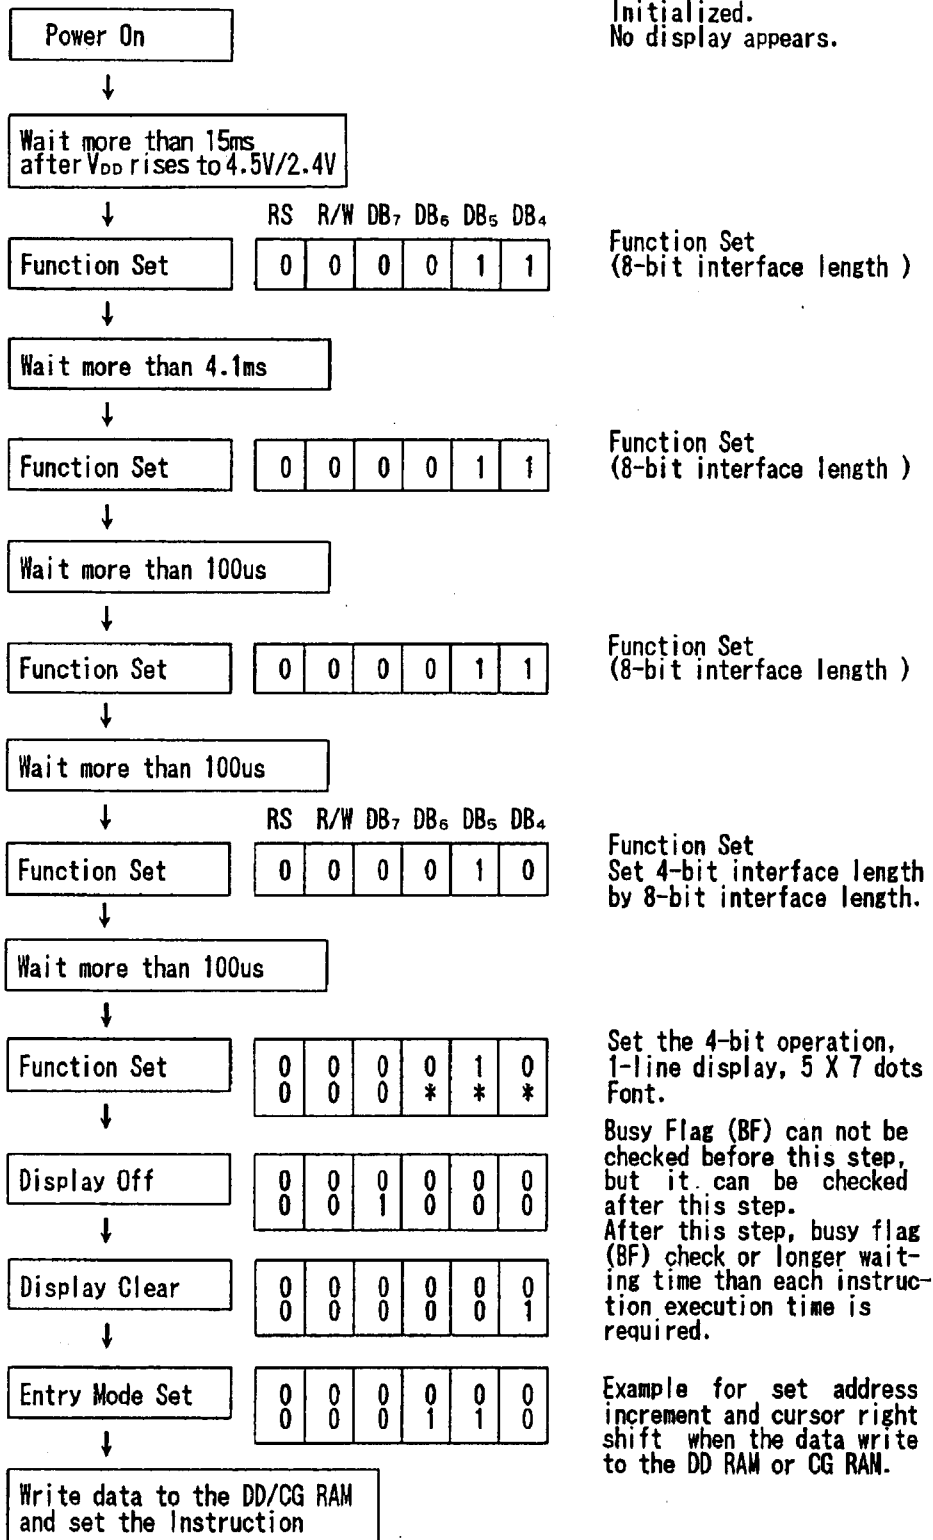 Initialized.
Power On
No display appears.
↓
Wait more than 15ms
after VDD rises to 4.5V/2.4V
↓
RS R/W DB7 DB6 DB5 DB4
Function Set
0 0 0 0 1 1
Function Set
(8-bit interface length )
↓
Wait more than 4.1ms
↓
Function Set
0 0 0 0 1 1
Function Set
(8-bit interface length )
↓
Wait more than 100us
↓
Function Set
0 0 0 0 1 1
Function Set
(8-bit interface length )
↓
Wait more than 100us
↓
RS R/W DB7 DB6 DB5 DB4
Function Set
0 0 0 0 1 0
Function Set
Set 4-bit interface length
by 8-bit interface length.
↓
Wait more than 100us
↓
Function Set
0 0 0 0 1 0
0 0 0 * * *
Set the 4-bit operation,
1-line display, 5 X 7 dots
Font.
↓
Display Off
0 0 0 0 0 0
0 0 1 0 0 0
Busy Flag (BF) can not be
checked before this step,
but it can be checked
after this step.
After this step, busy flag
(BF) check or longer wait-
ing time than each instruc-
tion execution time is
required.
↓
Display Clear
0 0 0 0 0 0
0 0 0 0 0 1
↓
Entry Mode Set
0 0 0 0 0 0
0 0 0 1 1 0
Example for set address
increment and cursor right
shift when the data write
to the DD RAM or CG RAM.
↓
Write data to the DD/CG RAM
and set the Instruction